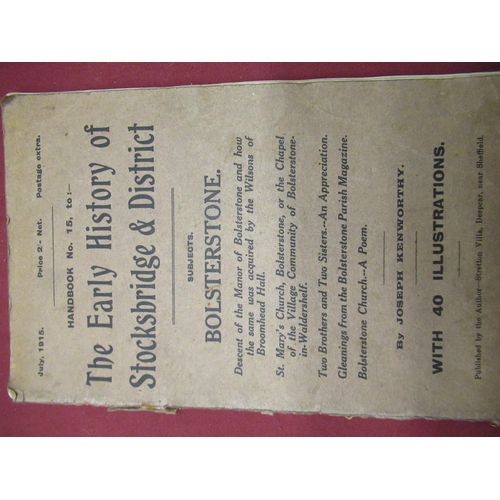 July, 1915. Price 2/- Net. Postage extra.
HANDBOOK No. 15, to:—
The Early History of
Stocksbridge & District
SUBJECTS.
BOLSTERSTONE.
Descent of the Manor of Bolsterstone and how
the same was acquired by the Wilsons of
Broomhead Hall.
St. Mary's Church, Bolsterstone, or the Chapel
of the Village Community of Bolsterstone-
in-Waldershelf.
Two Brothers and Two Sisters.--An Appreciation.
Gleanings from the Bolsterstone Parish Magazine.
Bolsterstone Church.--A Poem.
By JOSEPH KENWORTHY.
WITH 40 ILLUSTRATIONS.
Published by the Author—Stretton Villa, Deepcar, near Sheffield.